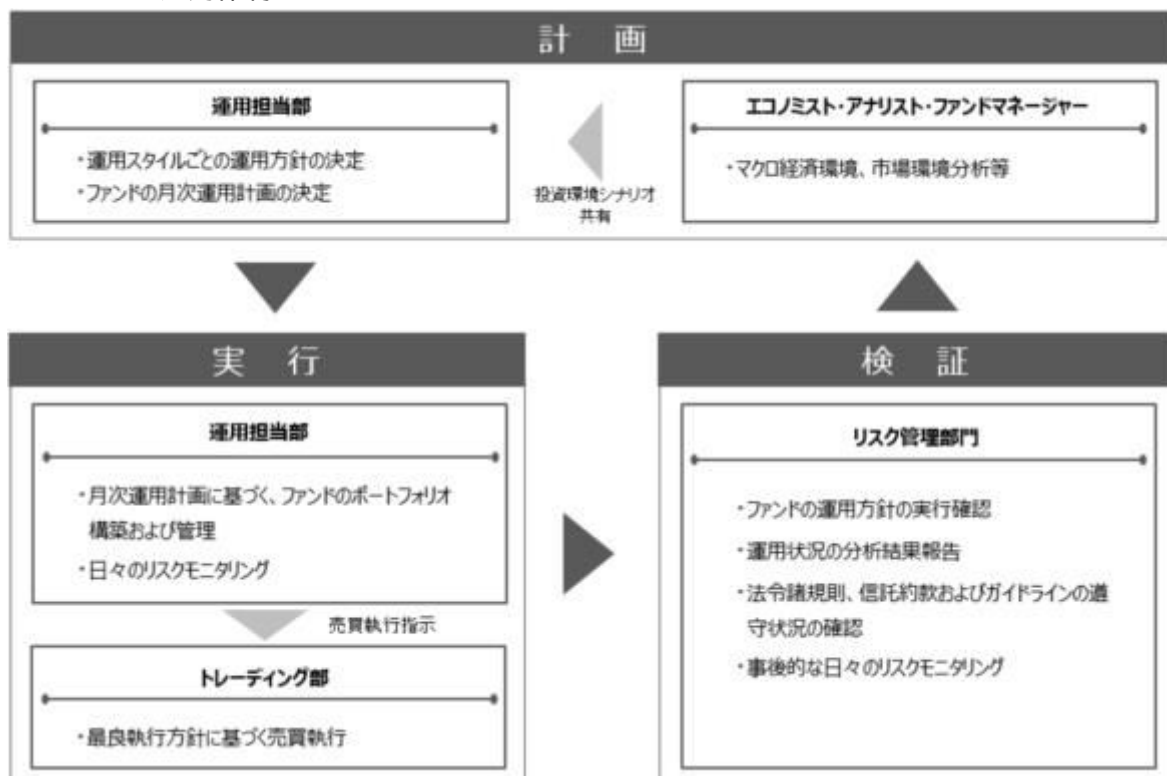 計 画
運用担当部
・運用スタイルごとの運用方針の決定
・ファンドの月次運用計画の決定
投資環境シナリオ
共有
エコノミスト・アナリスト・ファンドマネージャー
・マクロ経済環境、市場環境分析等
実 行
運用担当部
・月次運用計画に基づく、ファンドのポートフォリオ
構築および管理
・日々のリスクモニタリング
売買執行指示
トレーディング部
・最良執行方針に基づく売買執行
検 証
リスク管理部門
・ファンドの運用方針の実行確認
・運用状況の分析結果報告
・法令諸規則、信託約款およびガイドラインの遵
守状況の確認
・事後的な日々のリスクモニタリング